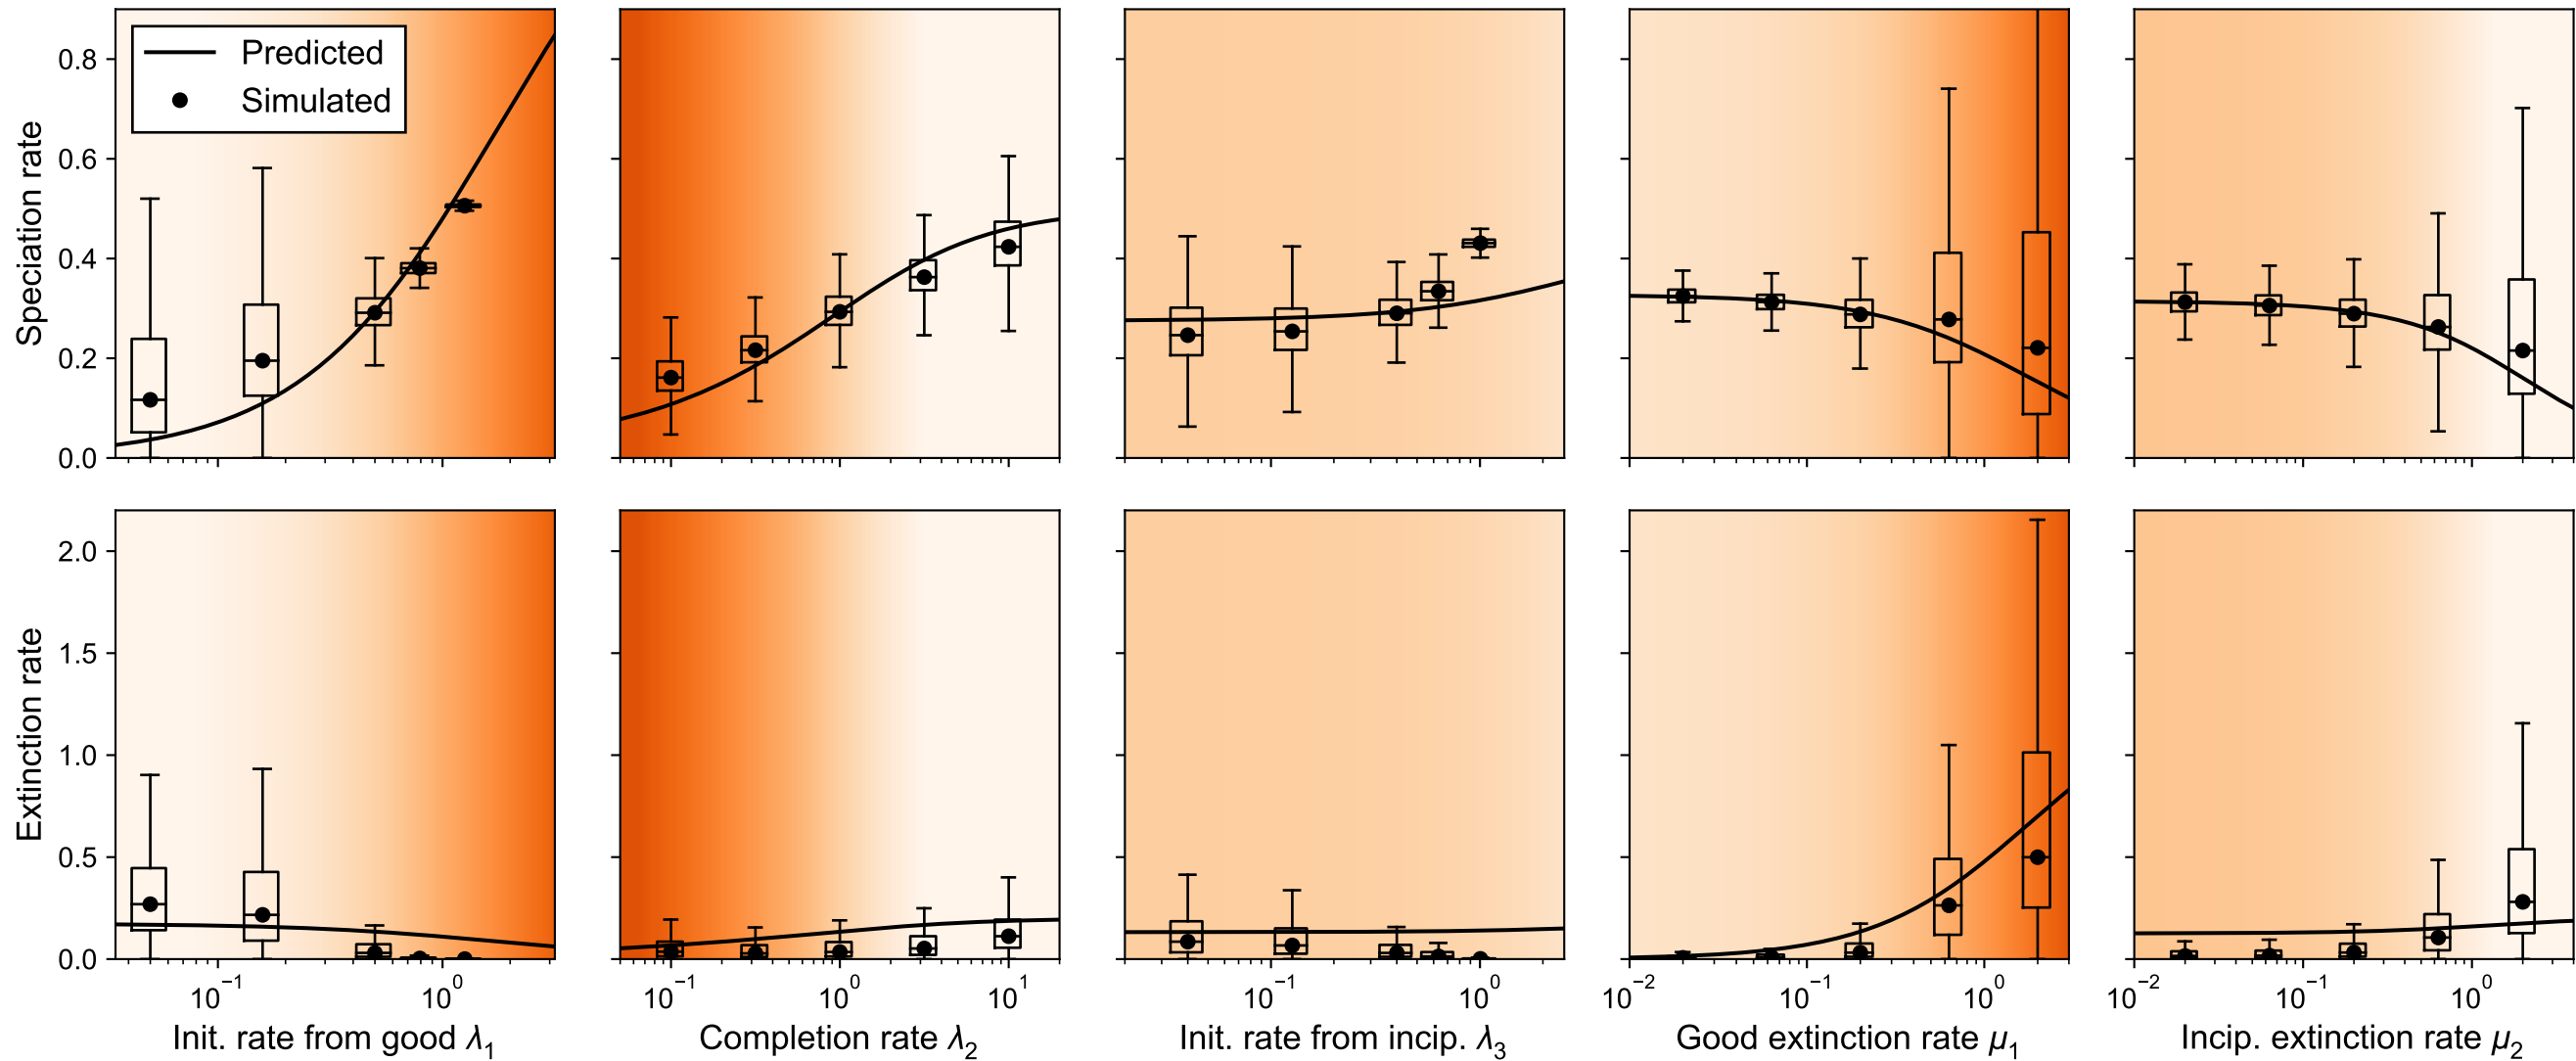 Predicted
Simulated
Speciation rate
0.8
0.6
0.4
0.2
0.0
Extinction rate
2.0
1.5
1.0
0.5
0.0
10⁻¹ 10⁰
10⁻¹ 10⁰ 10¹
10⁻¹ 10⁰
10⁻² 10⁻¹ 10⁰
10⁻² 10⁻¹ 10⁰
Init. rate from good λ₁
Completion rate λ₂
Init. rate from incip. λ₃
Good extinction rate μ₁
Incip. extinction rate μ₂